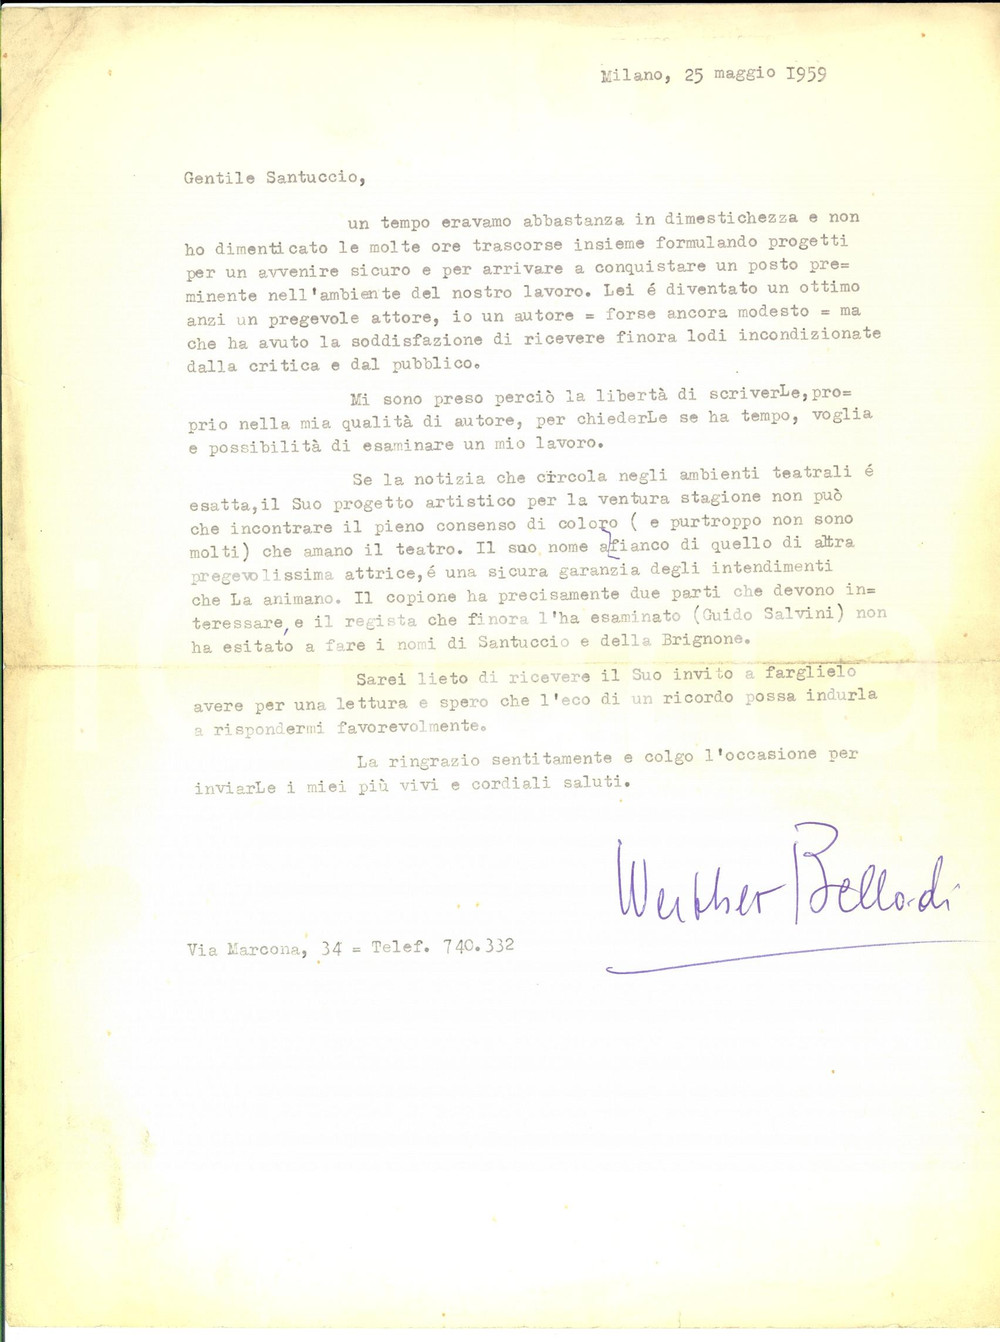 Milano, 25 maggio 1959
Gentile Santuccio,
un tempo eravamo abbastanza in dimestichezza e non
ho dimenticato le molte ore trascorse insieme formulando progetti
per un avvenire sicuro e per arrivare a conquistare un posto pre=
minente nell'ambiente del nostro lavoro. Lei é diventato un ottimo
anzi un pregevole attore, io un autore = forse ancora modesto = ma
che ha avuto la soddisfazione di ricevere finora lodi incondizionate
dalla critica e dal pubblico.
Mi sono preso perciò la libertà di scriverLe,pro=
prio nella mia qualità di autore, per chiederLe se ha tempo, voglia
e possibilità di esaminare un mio lavoro.
Se la notizia che circola negli ambienti teatrali é
esatta,il Suo progetto artistico per la ventura stagione non può
che incontrare il pieno consenso di coloro ( e purtroppo non sono
molti) che amano il teatro. Il suo nome a fianco di quello di altra
pregevolissima attrice,é una sicura garanzia degli intendimenti
che La animano. Il copione ha precisamente due parti che devono in=
teressare, e il regista che finora l'ha esaminato (Guido Salvini) non
ha esitato a fare i nomi di Santuccio e della Brignone.
Sarei lieto di ricevere il Suo invito a farglielo
avere per una lettura e spero che l'eco di un ricordo possa indurla
a rispondermi favorevolmente.
La ringrazio sentitamente e colgo l'occasione per
inviarLe i miei più vivi e cordiali saluti.
Werther Bellodi
Via Marcona, 34 = Telef. 740.332